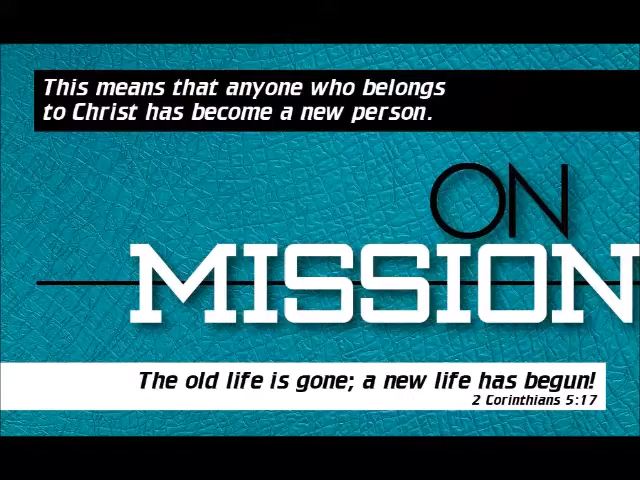 This means that anyone who belongs
to Christ has become a new person.
ON
MISSION
The old life is gone; a new life has begun!
2 Corinthians 5:17